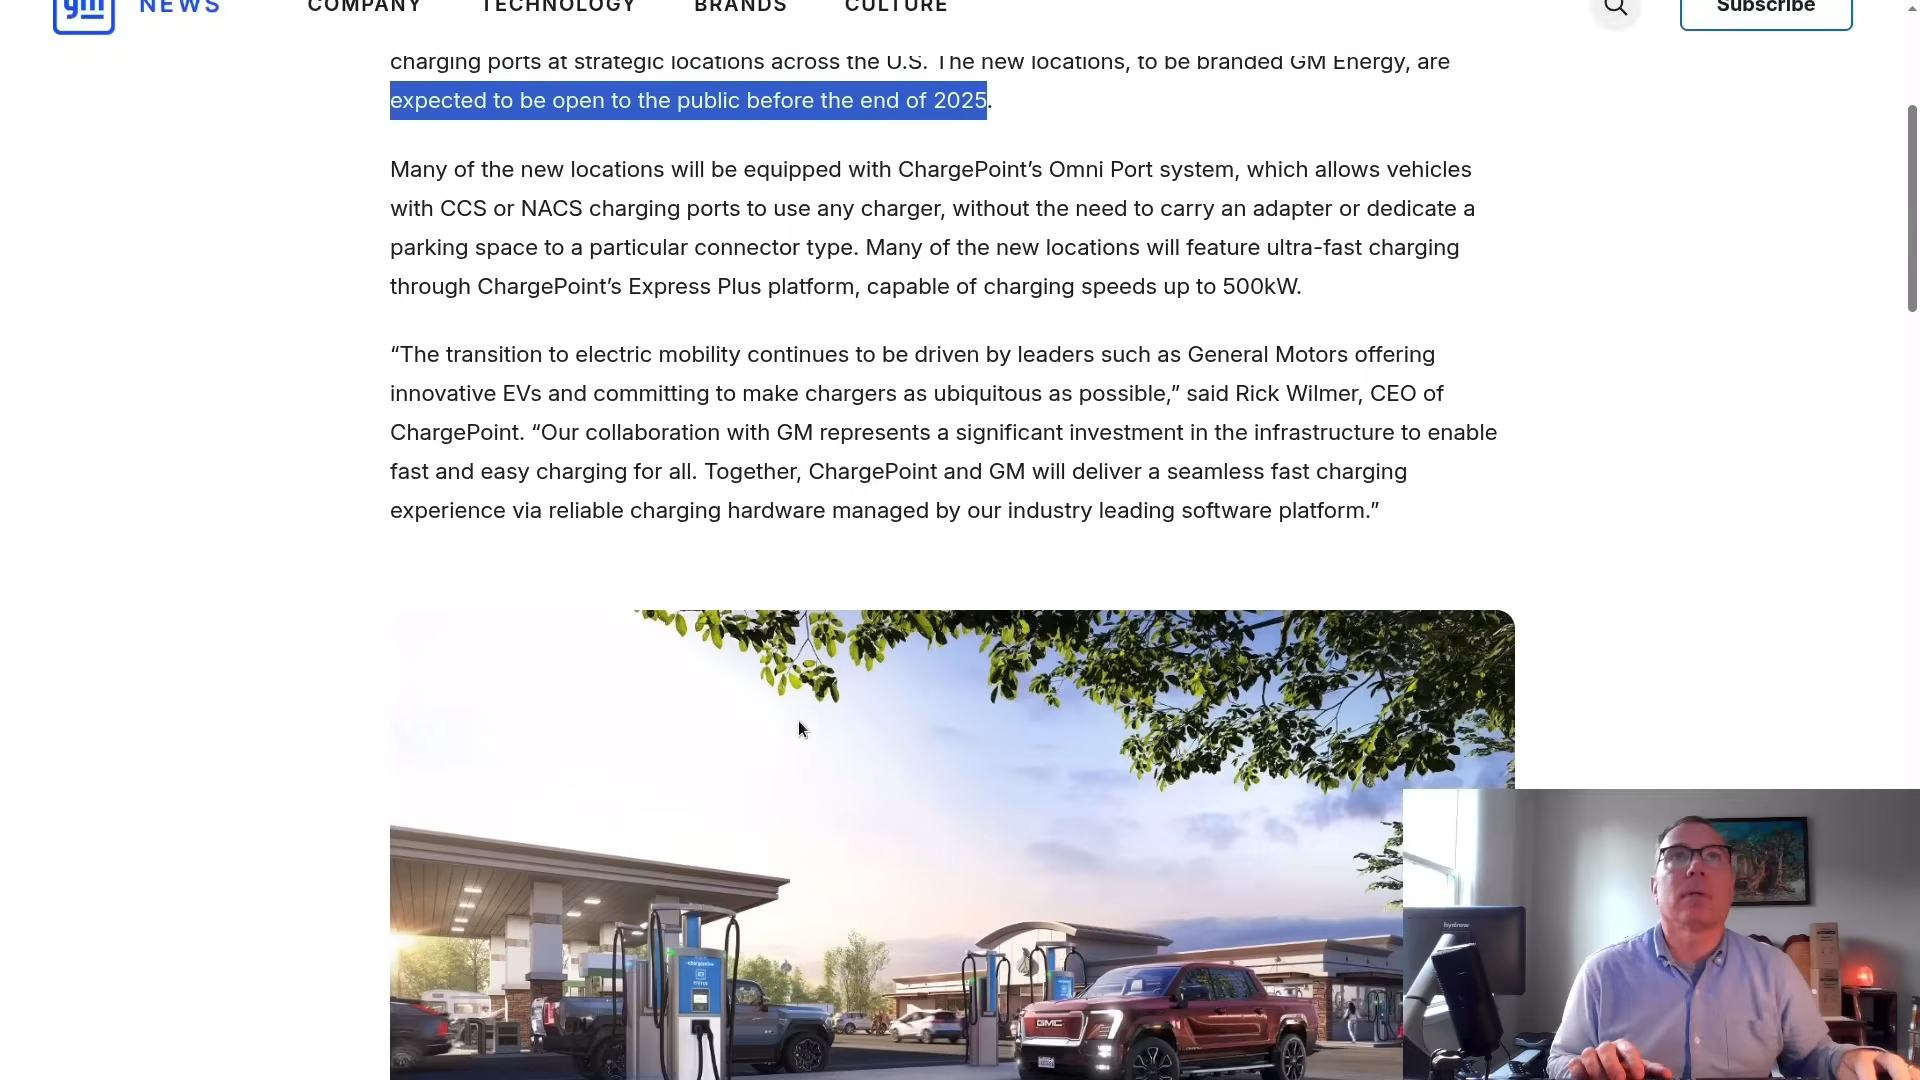 gm NEWS COMPANY TECHNOLOGY BRANDS CULTURE Subscribe
charging ports at strategic locations across the U.S. The new locations, to be branded GM Energy, are
expected to be open to the public before the end of 2025.
Many of the new locations will be equipped with ChargePoint’s Omni Port system, which allows vehicles
with CCS or NACS charging ports to use any charger, without the need to carry an adapter or dedicate a
parking space to a particular connector type. Many of the new locations will feature ultra-fast charging
through ChargePoint’s Express Plus platform, capable of charging speeds up to 500kW.
“The transition to electric mobility continues to be driven by leaders such as General Motors offering
innovative EVs and committing to make chargers as ubiquitous as possible,” said Rick Wilmer, CEO of
ChargePoint. “Our collaboration with GM represents a significant investment in the infrastructure to enable
fast and easy charging for all. Together, ChargePoint and GM will deliver a seamless fast charging
experience via reliable charging hardware managed by our industry leading software platform.”
GMC